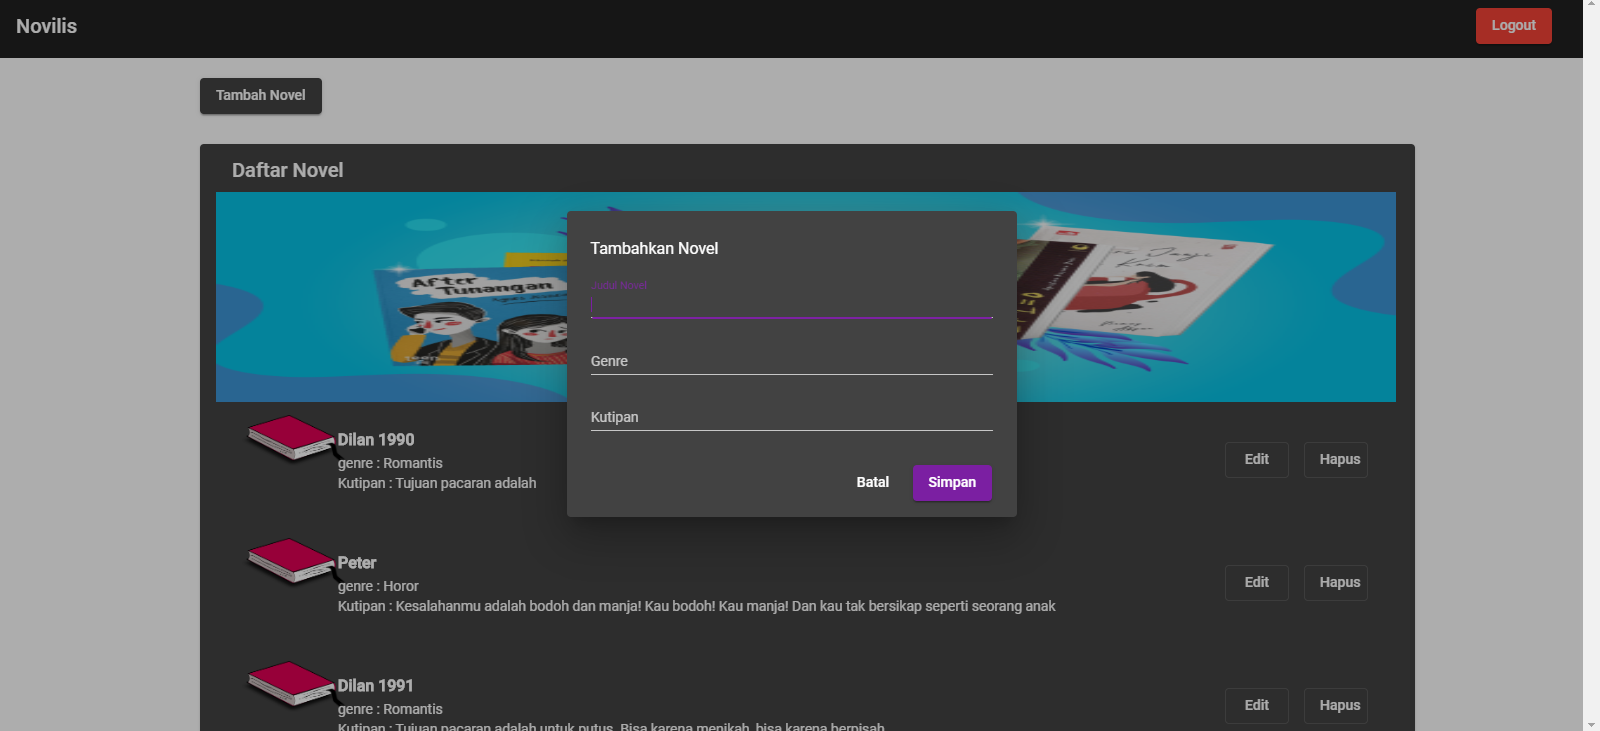 Novilis
Logout
Tambah Novel
Daftar Novel
After
Tunangan
Teen
Tambahkan Novel
Judul Novel
Genre
Kutipan
Batal
Simpan
Dilan 1990
genre : Romantis
Kutipan : Tujuan pacaran adalah
Edit
Hapus
Peter
genre : Horor
Kutipan : Kesalahanmu adalah bodoh dan manja! Kau bodoh! Kau manja! Dan kau tak bersikap seperti seorang anak
Edit
Hapus
Dilan 1991
genre : Romantis
Kutipan : Tujuan pacaran adalah untuk putus. Bisa karena menikah, bisa karena berpisah
Edit
Hapus